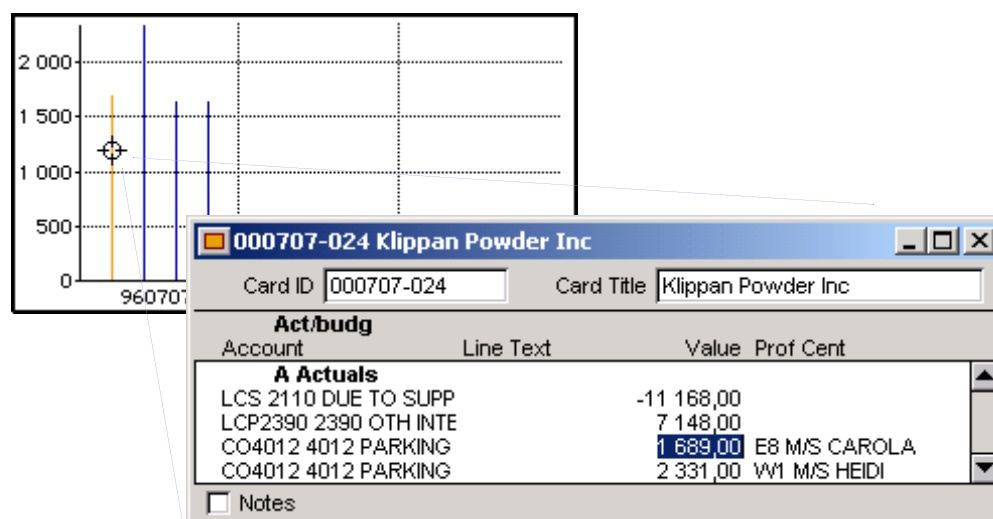 2 000
1 500
1 000
500
0
960707
000707-024 Klippan Powder Inc
Card ID 000707-024 Card Title Klippan Powder Inc
Act/budg
Account Line Text Value Prof Cent
A Actuals
LCS 2110 DUE TO SUPP -11 168,00
LCP2390 2390 OTH INTE 7 148,00
CO4012 4012 PARKING 1 689,00 E8 M/S CAROLA
CO4012 4012 PARKING 2 331,00 W1 M/S HEIDI
Notes